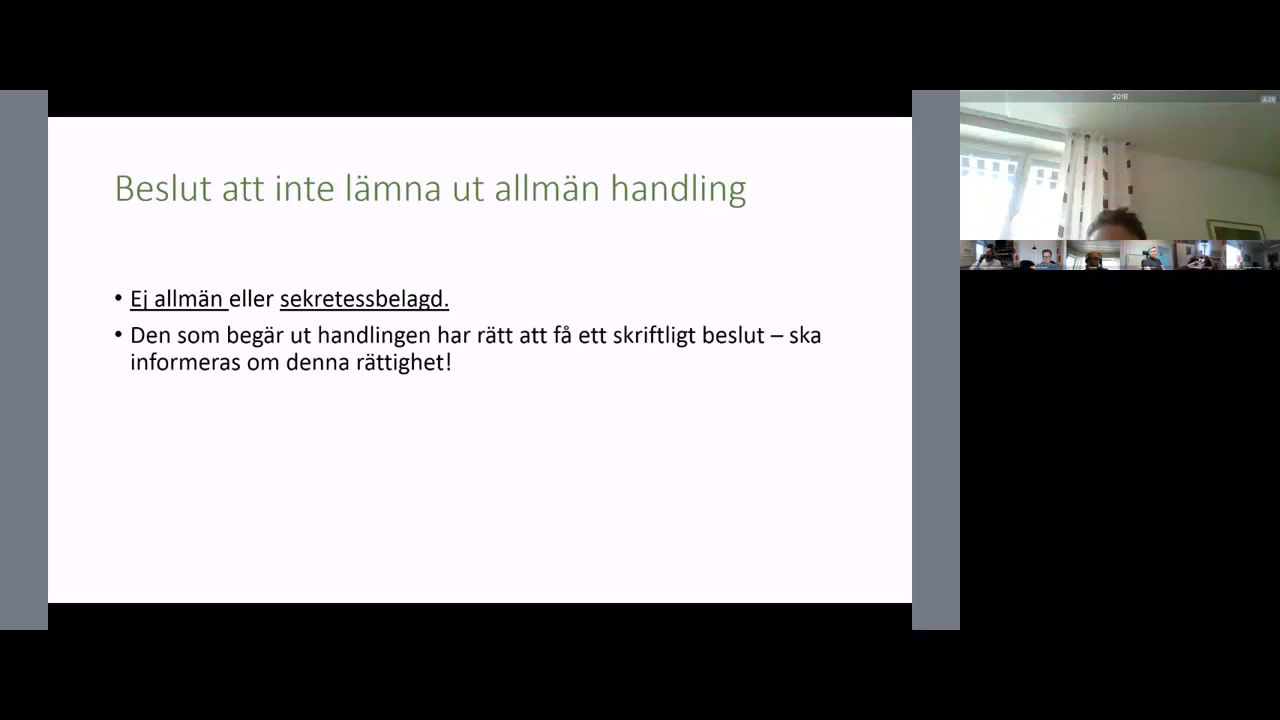 Beslut att inte lämna ut allmän handling
• Ej allmän eller sekretessbelagd.
• Den som begär ut handlingen har rätt att få ett skriftligt beslut – ska
informeras om denna rättighet!
2018